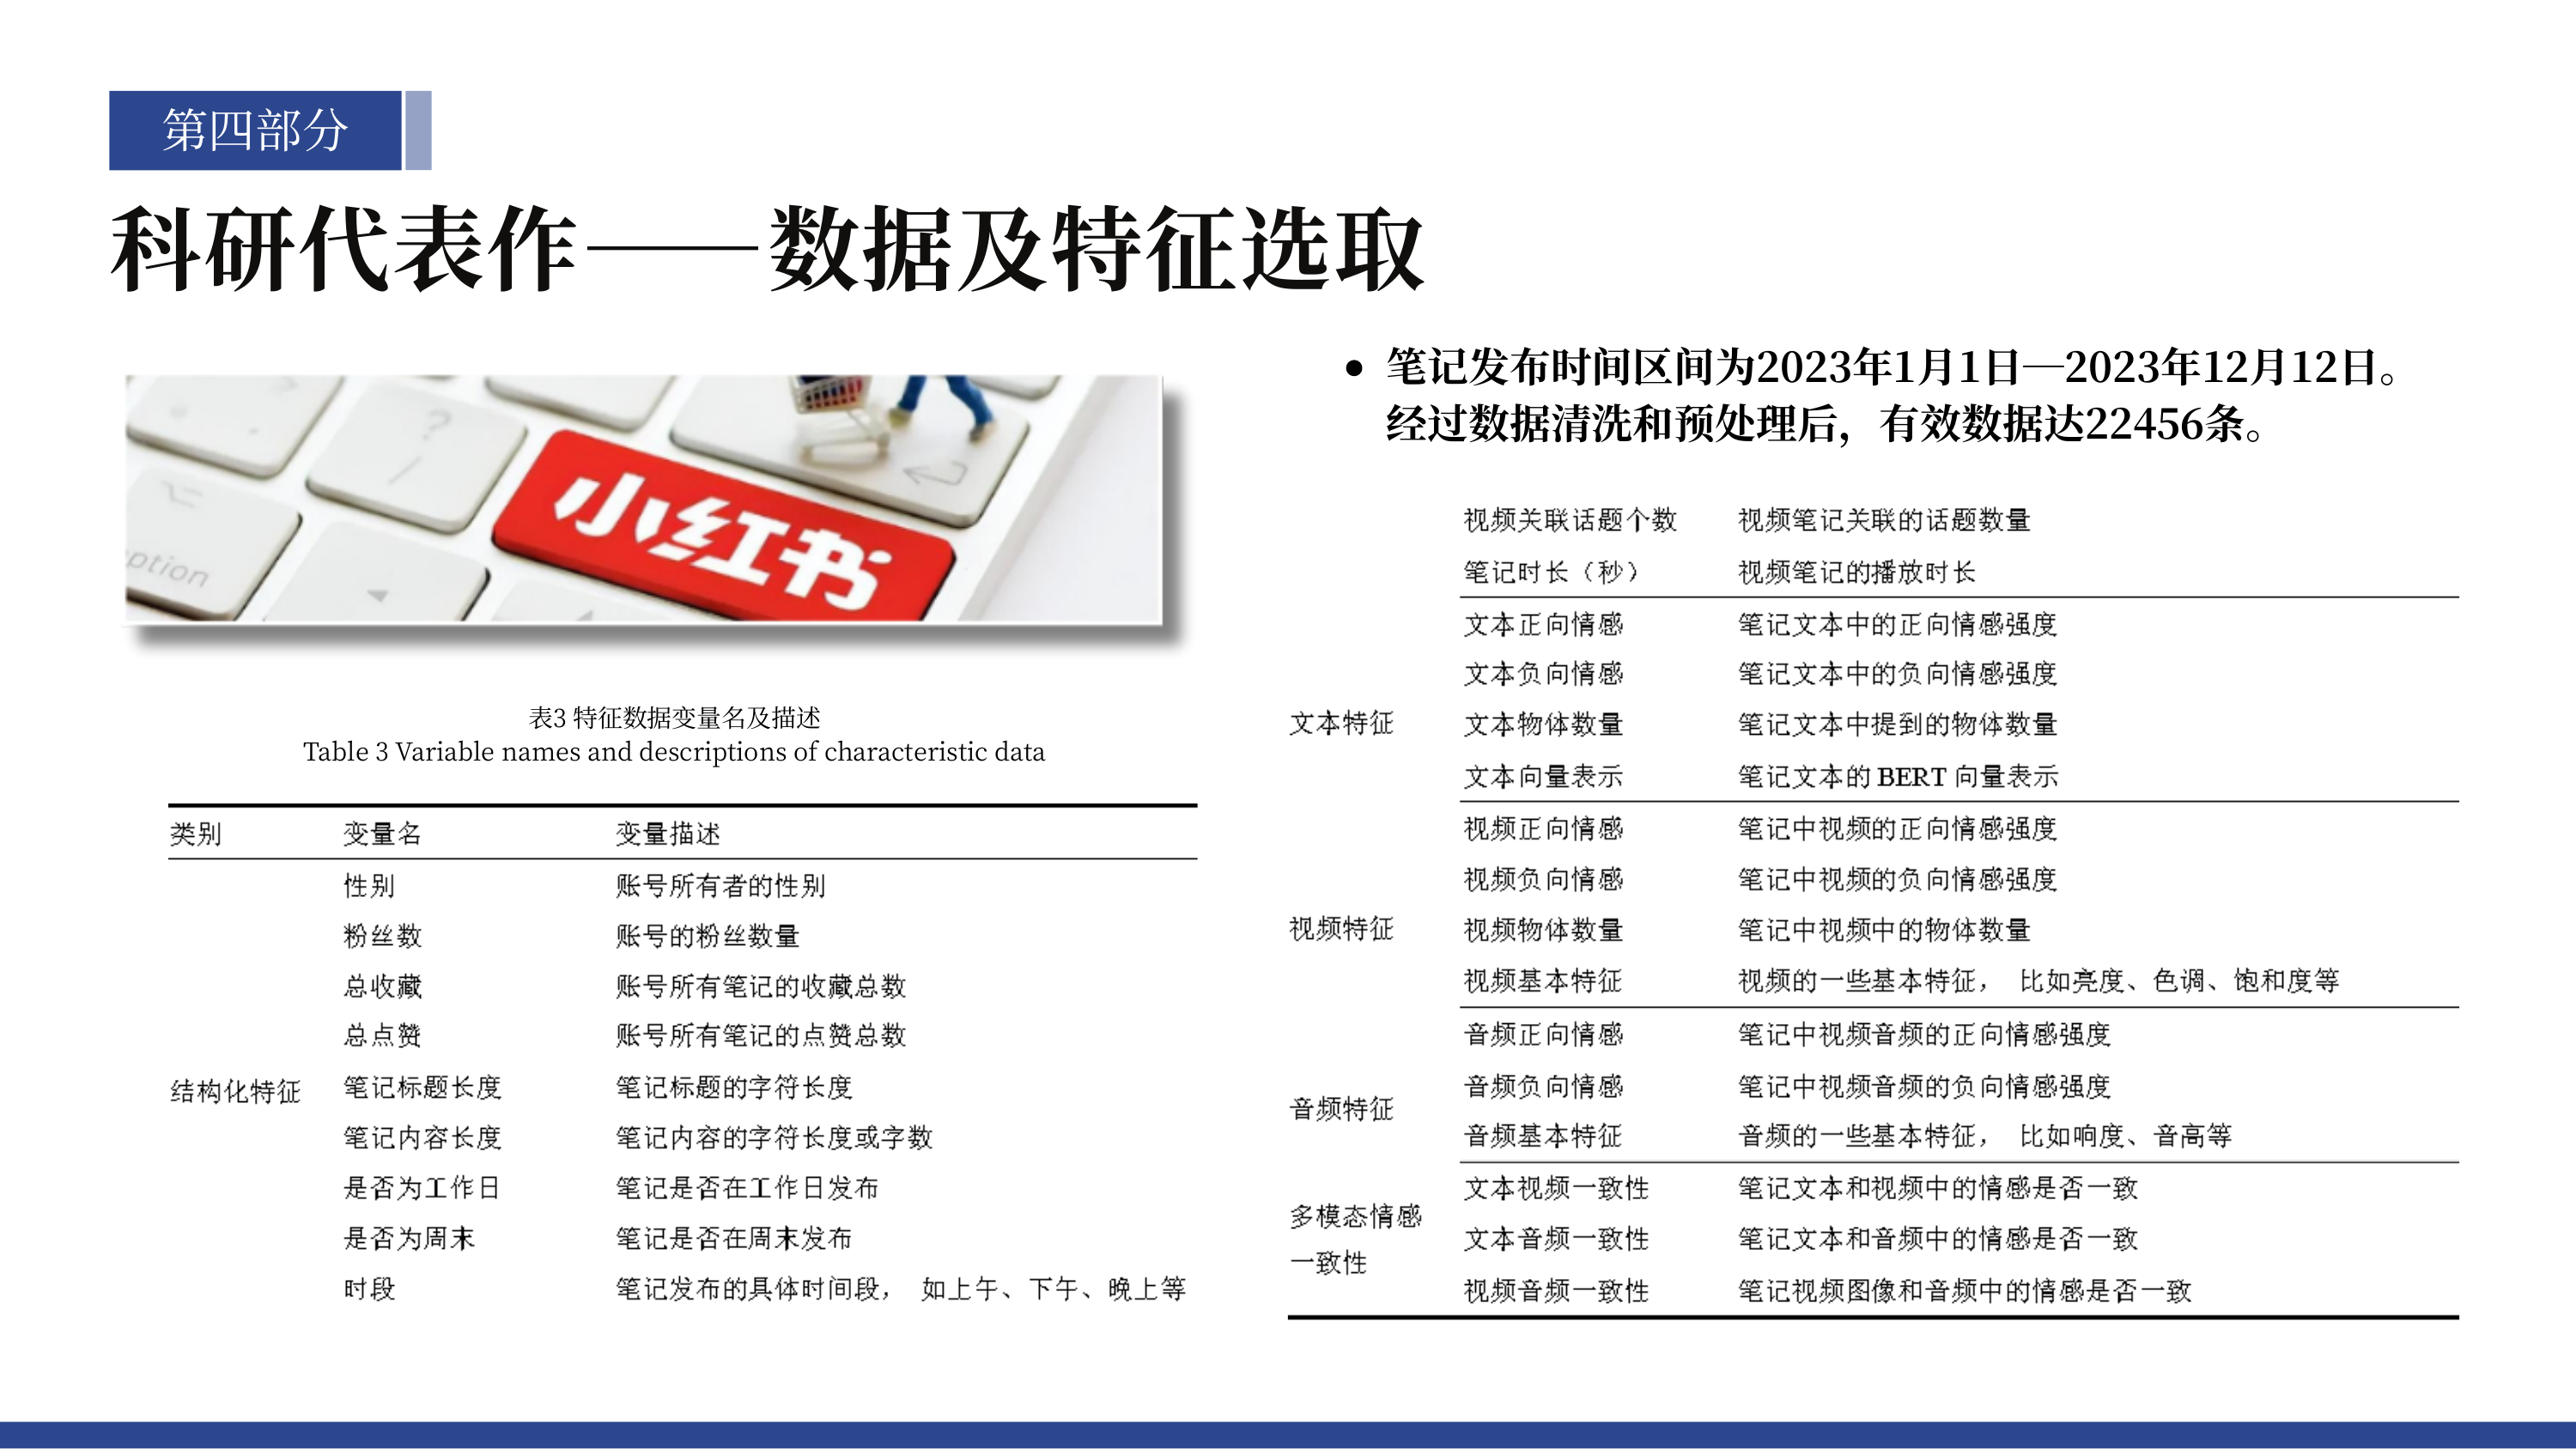 第四部分
科研代表作——数据及特征选取
ption
?
/
小红书
表3 特征数据变量名及描述
Table 3 Variable names and descriptions of characteristic data
类别 变量名 变量描述
性别 账号所有者的性别
粉丝数 账号的粉丝数量
总收藏 账号所有笔记的收藏总数
总点赞 账号所有笔记的点赞总数
结构化特征 笔记标题长度 笔记标题的字符长度
笔记内容长度 笔记内容的字符长度或字数
是否为工作日 笔记是否在工作日发布
是否为周末 笔记是否在周末发布
时段 笔记发布的具体时间段， 如上午、下午、晚上等
• 笔记发布时间区间为2023年1月1日—2023年12月12日。
经过数据清洗和预处理后，有效数据达22456条。
视频关联话题个数 视频笔记关联的话题数量
笔记时长（秒） 视频笔记的播放时长
文本正向情感 笔记文本中的正向情感强度
文本负向情感 笔记文本中的负向情感强度
文本特征 文本物体数量 笔记文本中提到的物体数量
文本向量表示 笔记文本的 BERT 向量表示
视频正向情感 笔记中视频的正向情感强度
视频负向情感 笔记中视频的负向情感强度
视频特征 视频物体数量 笔记中视频中的物体数量
视频基本特征 视频的一些基本特征， 比如亮度、色调、饱和度等
音频正向情感 笔记中视频音频的正向情感强度
音频负向情感 笔记中视频音频的负向情感强度
音频特征
音频基本特征 音频的一些基本特征， 比如响度、音高等
文本视频一致性 笔记文本和视频中的情感是否一致
多模态情感
文本音频一致性 笔记文本和音频中的情感是否一致
一致性
视频音频一致性 笔记视频图像和音频中的情感是否一致